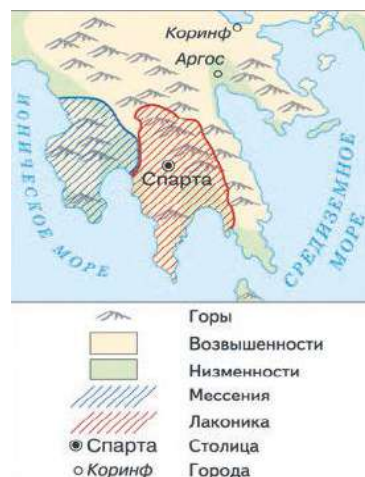 Коринф
Аргос
ИОНИЧЕСКОЕ МОРЕ
Спарта
СРЕДИЗЕМНОЕ
МОРЕ
Горы
Возвышенности
Низменности
Мессения
Лаконика
Спарта Столица
Коринф Города